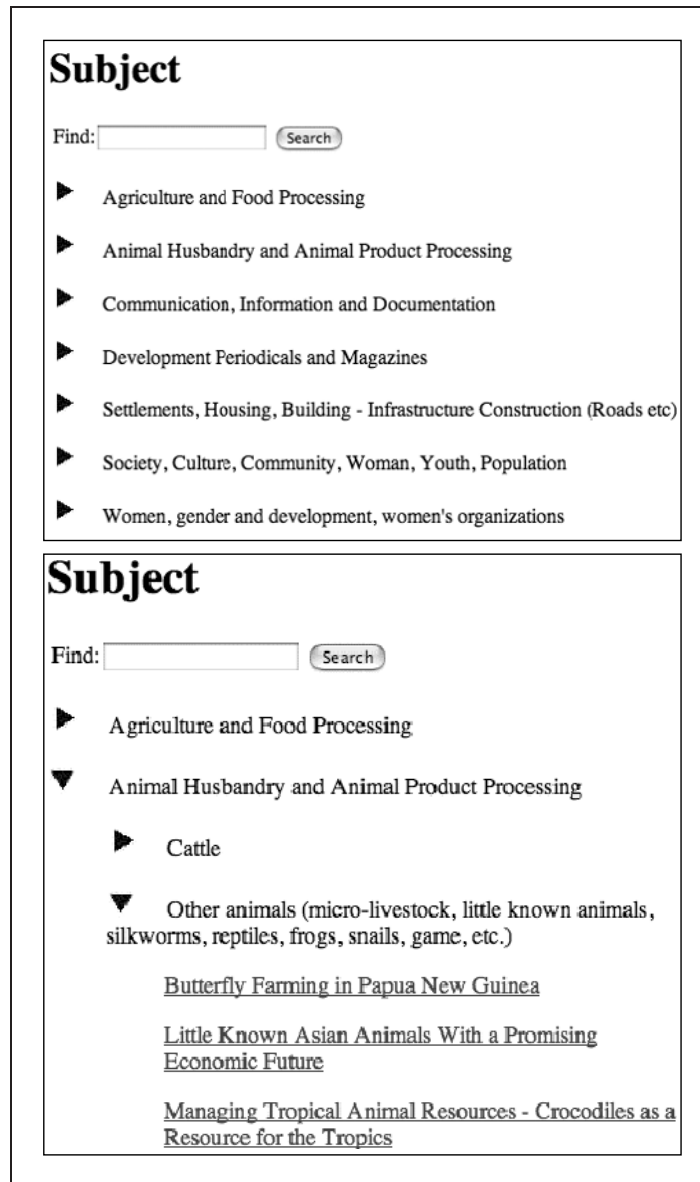 Subject
Find: Search
Agriculture and Food Processing
Animal Husbandry and Animal Product Processing
Communication, Information and Documentation
Development Periodicals and Magazines
Settlements, Housing, Building - Infrastructure Construction (Roads etc)
Society, Culture, Community, Woman, Youth, Population
Women, gender and development, women's organizations
Subject
Find: Search
Agriculture and Food Processing
Animal Husbandry and Animal Product Processing
Cattle
Other animals (micro-livestock, little known animals,
silkworms, reptiles, frogs, snails, game, etc.)
Butterfly Farming in Papua New Guinea
Little Known Asian Animals With a Promising
Economic Future
Managing Tropical Animal Resources - Crocodiles as a
Resource for the Tropics